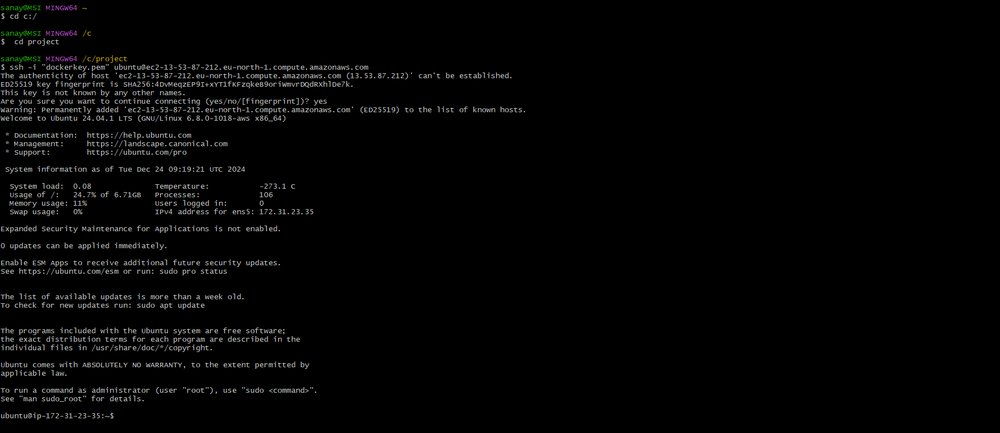 sanay@MSI MINGW64 ~
$ cd c:/
sanay@MSI MINGW64 /c
$  cd project
sanay@MSI MINGW64 /c/project
$ ssh -i "dockerkey.pem" ubuntu@ec2-13-53-87-212.eu-north-1.compute.amazonaws.com
The authenticity of host 'ec2-13-53-87-212.eu-north-1.compute.amazonaws.com (13.53.87.212)' can't be established.
ED25519 key fingerprint is SHA256:4DvMeqzEP9I+xYT1fKFzqkeB9oriWmvrDQdRXhlDe7k.
This key is not known by any other names.
Are you sure you want to continue connecting (yes/no/[fingerprint])? yes
Warning: Permanently added 'ec2-13-53-87-212.eu-north-1.compute.amazonaws.com' (ED25519) to the list of known hosts.
Welcome to Ubuntu 24.04.1 LTS (GNU/Linux 6.8.0-1018-aws x86_64)
 * Documentation:  https://help.ubuntu.com
 * Management:     https://landscape.canonical.com
 * Support:        https://ubuntu.com/pro
 System information as of Tue Dec 24 09:19:21 UTC 2024
  System load:  0.08              Temperature:           -273.1 C
  Usage of /:   24.7% of 6.71GB   Processes:             106
  Memory usage: 11%               Users logged in:       0
  Swap usage:   0%                IPv4 address for ens5: 172.31.23.35
Expanded Security Maintenance for Applications is not enabled.
0 updates can be applied immediately.
Enable ESM Apps to receive additional future security updates.
See https://ubuntu.com/esm or run: sudo pro status
The list of available updates is more than a week old.
To check for new updates run: sudo apt update
The programs included with the Ubuntu system are free software;
the exact distribution terms for each program are described in the
individual files in /usr/share/doc/*/copyright.
Ubuntu comes with ABSOLUTELY NO WARRANTY, to the extent permitted by
applicable law.
To run a command as administrator (user "root"), use "sudo <command>".
See "man sudo_root" for details.
ubuntu@ip-172-31-23-35:~$